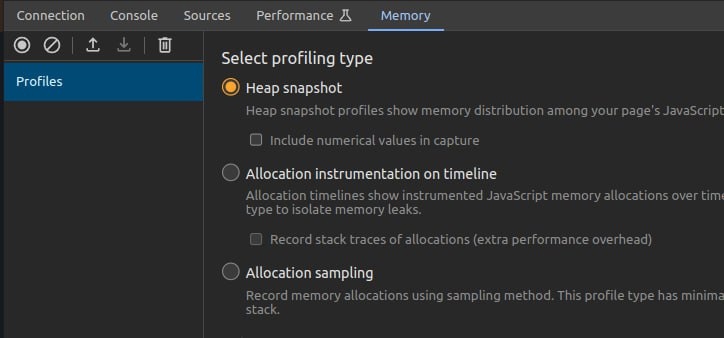 Connection Console Sources Performance Memory
Profiles
Select profiling type
Heap snapshot
Heap snapshot profiles show memory distribution among your page's JavaScript
Include numerical values in capture
Allocation instrumentation on timeline
Allocation timelines show instrumented JavaScript memory allocations over time
type to isolate memory leaks.
Record stack traces of allocations (extra performance overhead)
Allocation sampling
Record memory allocations using sampling method. This profile type has minima
stack.